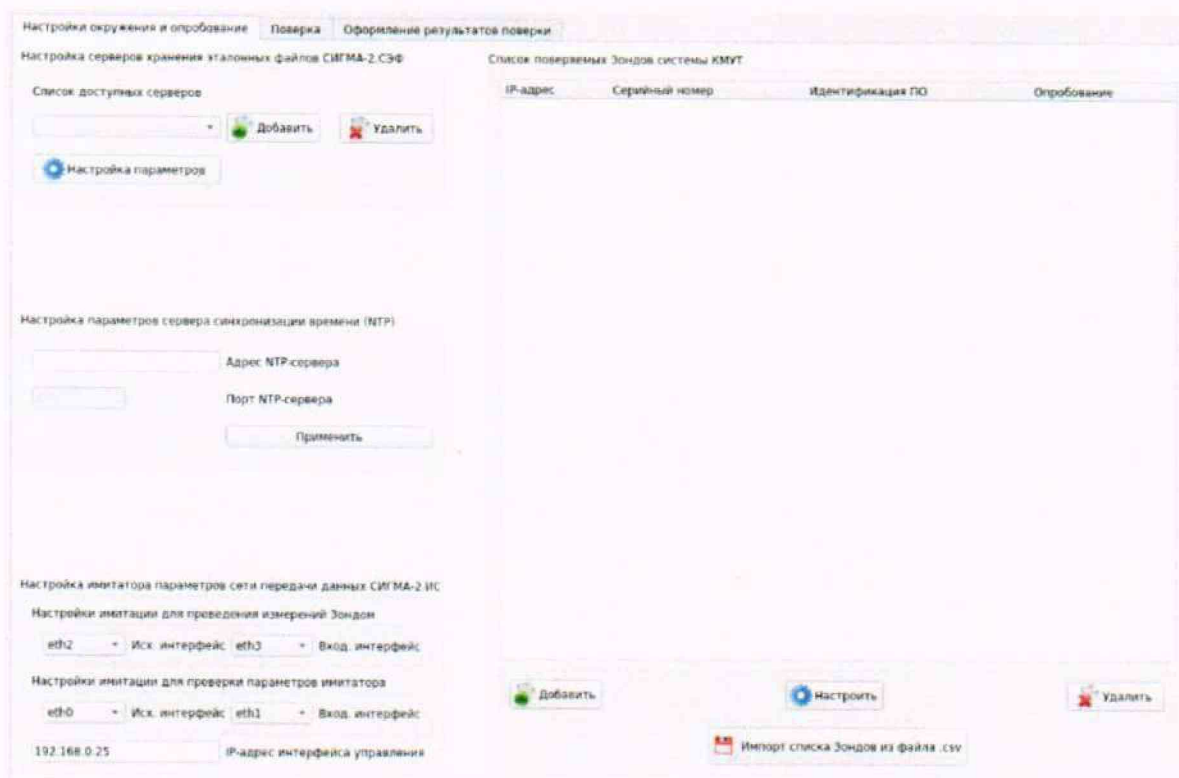 Настройки окружения и опробование
Поверка
Оформление результатов поверки
Настройка серверов хранения эталонных файлов СИГМА-2.СЭФ
Список доступных серверов
Добавить
Удалить
Настройка параметров
Настройка параметров сервера синхронизации времени (NTP)
Адрес NTP-сервера
Порт NTP-сервера
Применить
Настройка имитатора параметров сети передачи данных СИГМА-2.ИС
Настройки имитации для проведения измерений Зондом
eth2 Исх. интерфейс eth3 Вход. интерфейс
Настройки имитации для проверки параметров имитатора
eth0 Исх. интерфейс eth1 Вход. интерфейс
192.168.0.25 IP-адрес интерфейса управления
Список поверяемых Зондов системы КМУТ
IP-адрес Серийный номер Идентификация ПО Опробование
Добавить
Настроить
Удалить
Импорт списка Зондов из файла .csv